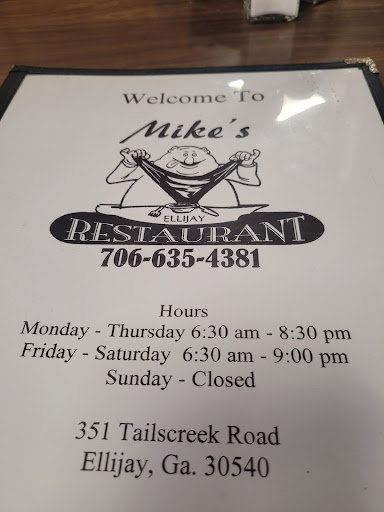 Welcome To
Mike's
ELLIJAY
RESTAURANT
706-635-4381
Hours
Monday - Thursday 6:30 am - 8:30 pm
Friday - Saturday 6:30 am - 9:00 pm
Sunday - Closed
351 Tailscreek Road
Ellijay, Ga. 30540